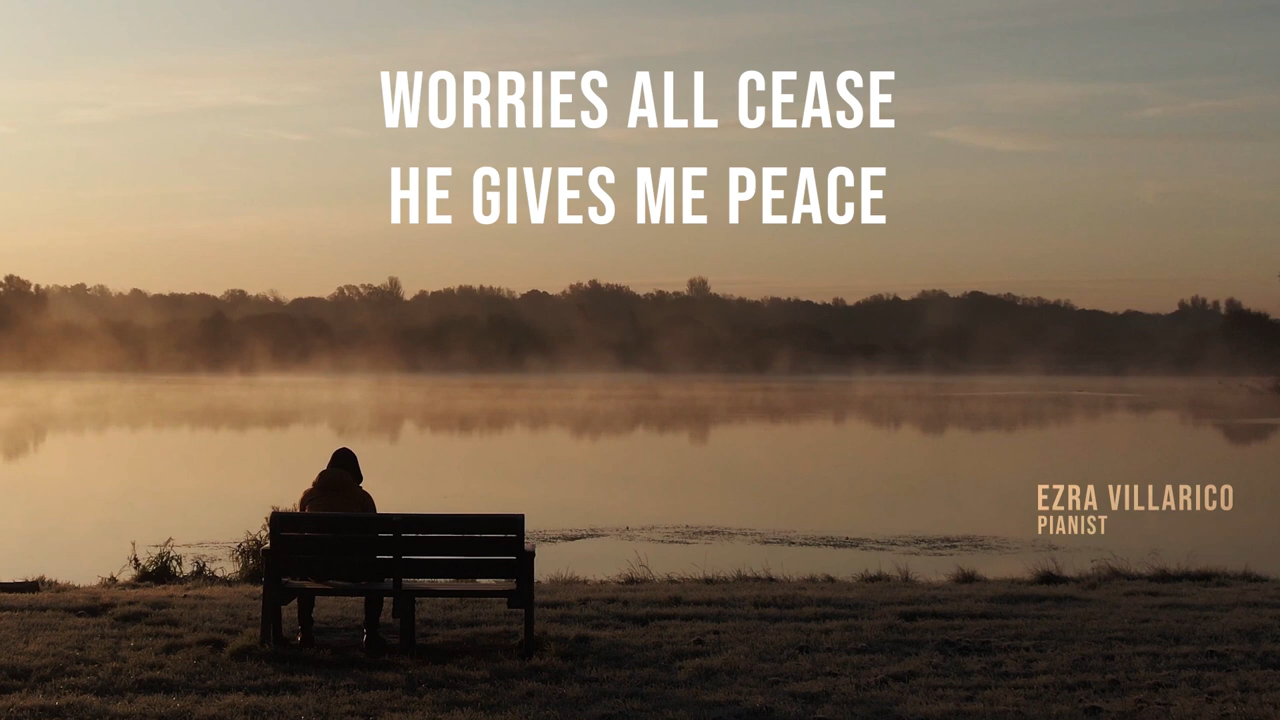 WORRIES ALL CEASE
HE GIVES ME PEACE
EZRA VILLARICO
PIANIST